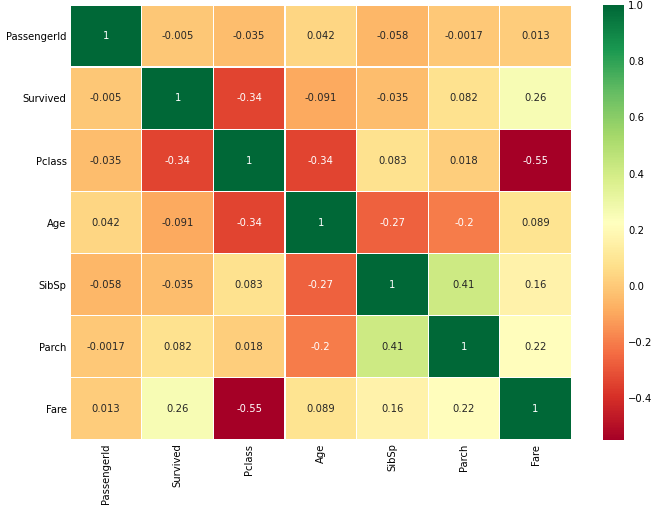 PassengerId 1 -0.005 -0.035 0.042 -0.058 -0.0017 0.013
Survived -0.005 1 -0.34 -0.091 -0.035 0.082 0.26
Pclass -0.035 -0.34 1 -0.34 0.083 0.018 -0.55
Age 0.042 -0.091 -0.34 1 -0.27 -0.2 0.089
SibSp -0.058 -0.035 0.083 -0.27 1 0.41 0.16
Parch -0.0017 0.082 0.018 -0.2 0.41 1 0.22
Fare 0.013 0.26 -0.55 0.089 0.16 0.22 1
PassengerId Survived Pclass Age SibSp Parch Fare
1.0
0.8
0.6
0.4
0.2
0.0
−0.2
−0.4